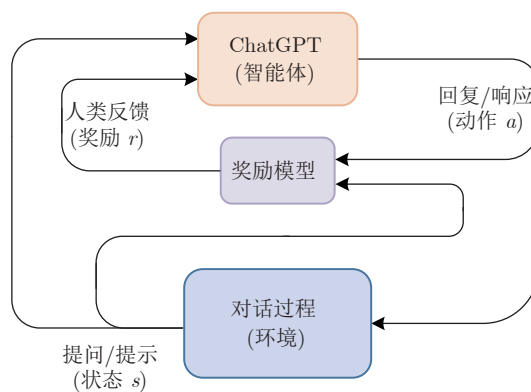 ChatGPT
(智能体)
人类反馈
(奖励 r)
回复/响应
(动作 a)
奖励模型
对话过程
(环境)
提问/提示
(状态 s)